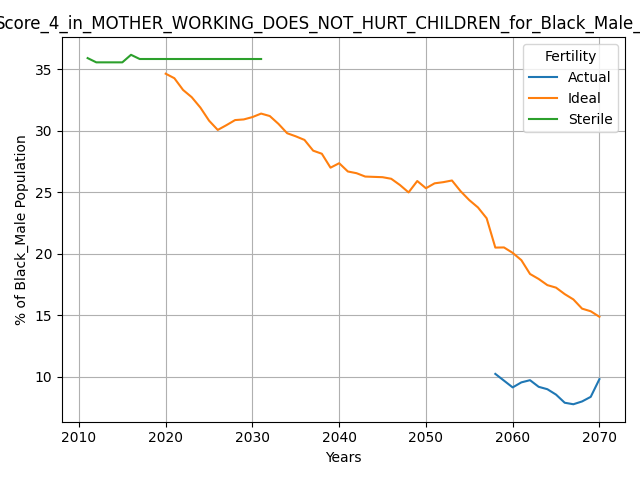 Score_4_in_MOTHER_WORKING_DOES_NOT_HURT_CHILDREN_for_Black_Male_
Fertility
Actual
Ideal
Sterile
35
30
25
20
15
10
% of Black_Male Population
2010 2020 2030 2040 2050 2060 2070
Years